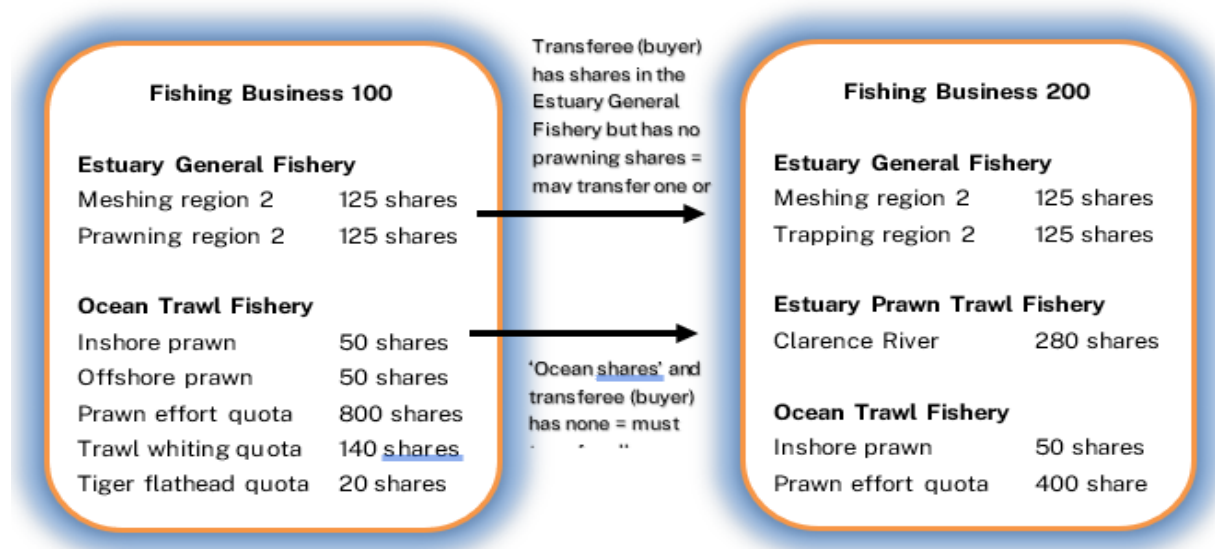 Fishing Business 100
Estuary General Fishery
Meshing region 2 125 shares
Prawning region 2 125 shares
Ocean Trawl Fishery
Inshore prawn 50 shares
Offshore prawn 50 shares
Prawn effort quota 800 shares
Trawl whiting quota 140 shares
Tiger flathead quota 20 shares
Transferee (buyer)
has shares in the
Estuary General
Fishery but has no
prawning shares =
may transfer one or
'Ocean shares' and
transferee (buyer)
has none = must
Fishing Business 200
Estuary General Fishery
Meshing region 2 125 shares
Trapping region 2 125 shares
Estuary Prawn Trawl Fishery
Clarence River 280 shares
Ocean Trawl Fishery
Inshore prawn 50 shares
Prawn effort quota 400 share